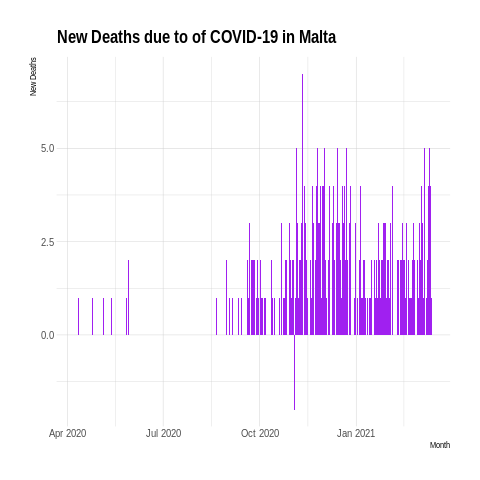 New Deaths due to of COVID-19 in Malta
New Deaths
5.0
2.5
0.0
Apr 2020 Jul 2020 Oct 2020 Jan 2021
Month